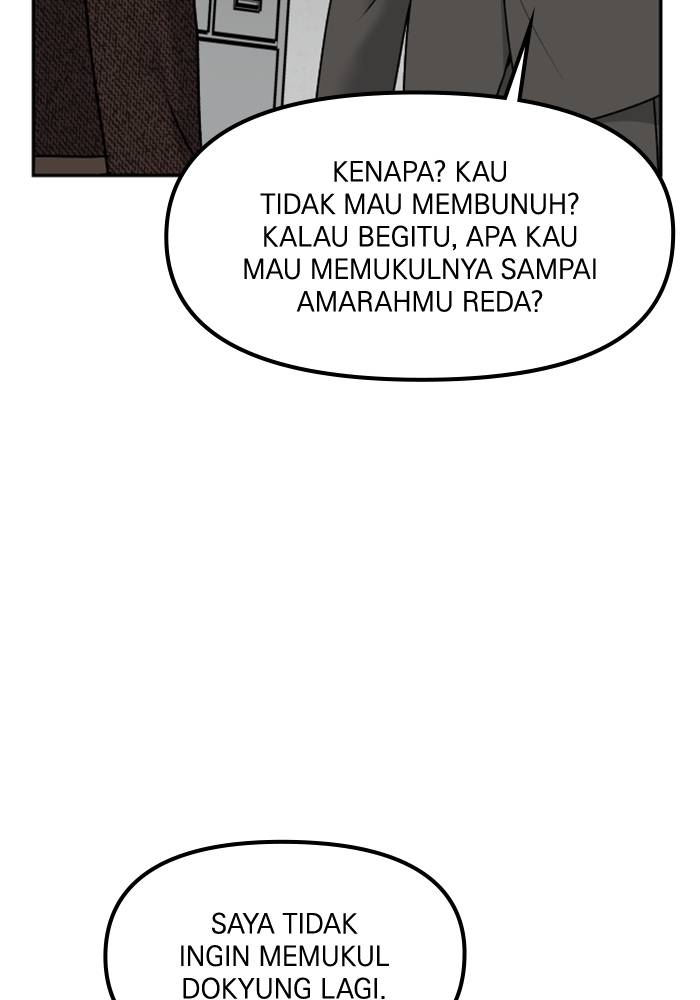 KENAPA? KAU
TIDAK MAU MEMBUNUH?
KALAU BEGITU, APA KAU
MAU MEMUKULNYA SAMPAI
AMARAHMU REDA?
SAYA TIDAK
INGIN MEMUKUL
DOKYUNG LAGI.